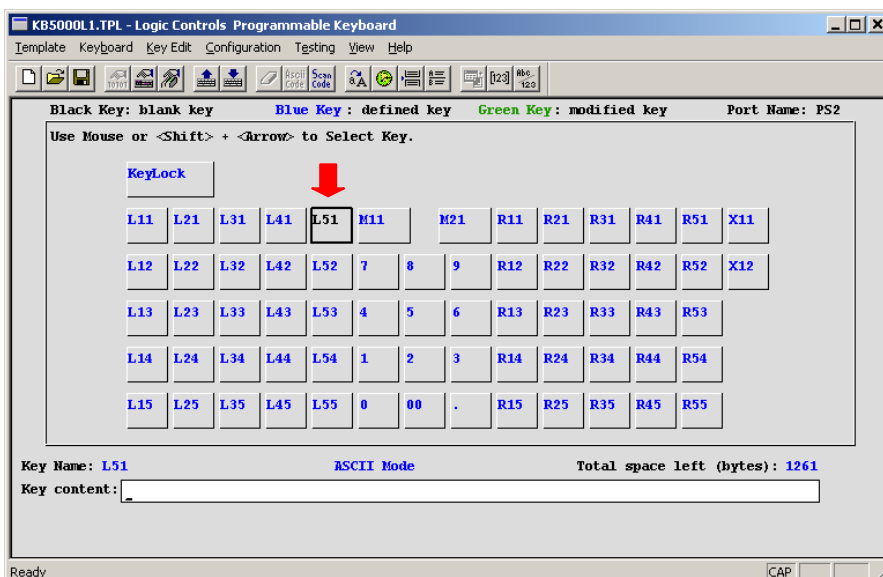 KB5000L1.TPL - Logic Controls Programmable Keyboard
Template Keyboard Key Edit Configuration Testing View Help
Ascii Code Scan Code [123] Abc. 123
Black Key: blank key Blue Key : defined key Green Key: modified key Port Name: PS2
Use Mouse or <Shift> + <Arrow> to Select Key.
KeyLock
L11 L21 L31 L41 L51 M11 M21 R11 R21 R31 R41 R51 X11
L12 L22 L32 L42 L52 7 8 9 R12 R22 R32 R42 R52 X12
L13 L23 L33 L43 L53 4 5 6 R13 R23 R33 R43 R53
L14 L24 L34 L44 L54 1 2 3 R14 R24 R34 R44 R54
L15 L25 L35 L45 L55 0 00 . R15 R25 R35 R45 R55
Key Name: L51 ASCII Mode Total space left (bytes): 1261
Key content: _
Ready CAP